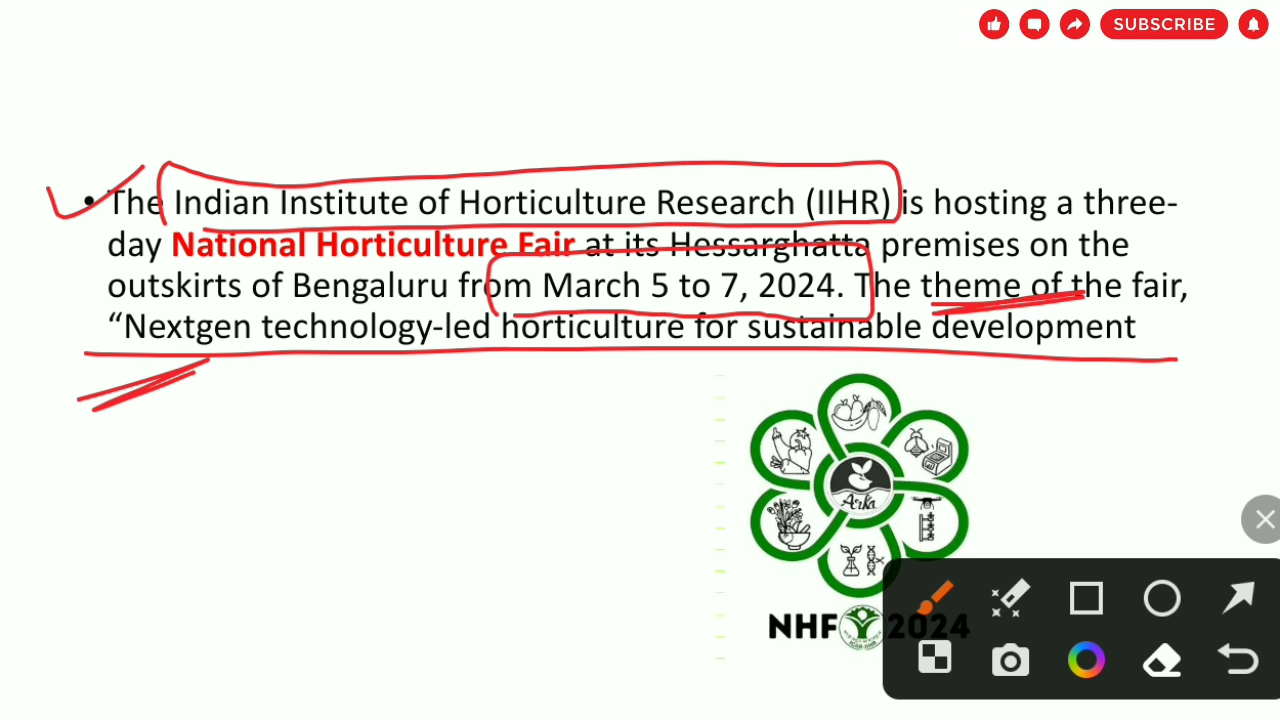 SUBSCRIBE
• The Indian Institute of Horticulture Research (IIHR) is hosting a three-
day National Horticulture Fair at its Hessarghatta premises on the
outskirts of Bengaluru from March 5 to 7, 2024. The theme of the fair,
“Nextgen technology-led horticulture for sustainable development
Arka
NHF 2024